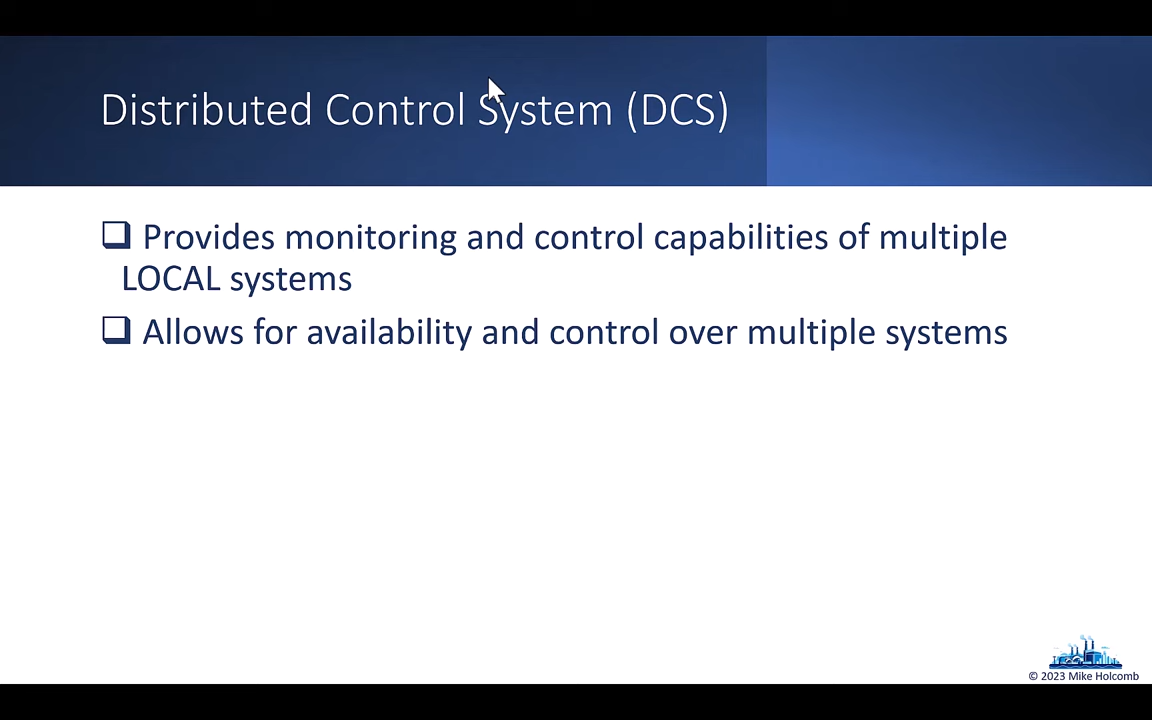 Distributed Control System (DCS)
❑ Provides monitoring and control capabilities of multiple
LOCAL systems
❑ Allows for availability and control over multiple systems
© 2023 Mike Holcomb